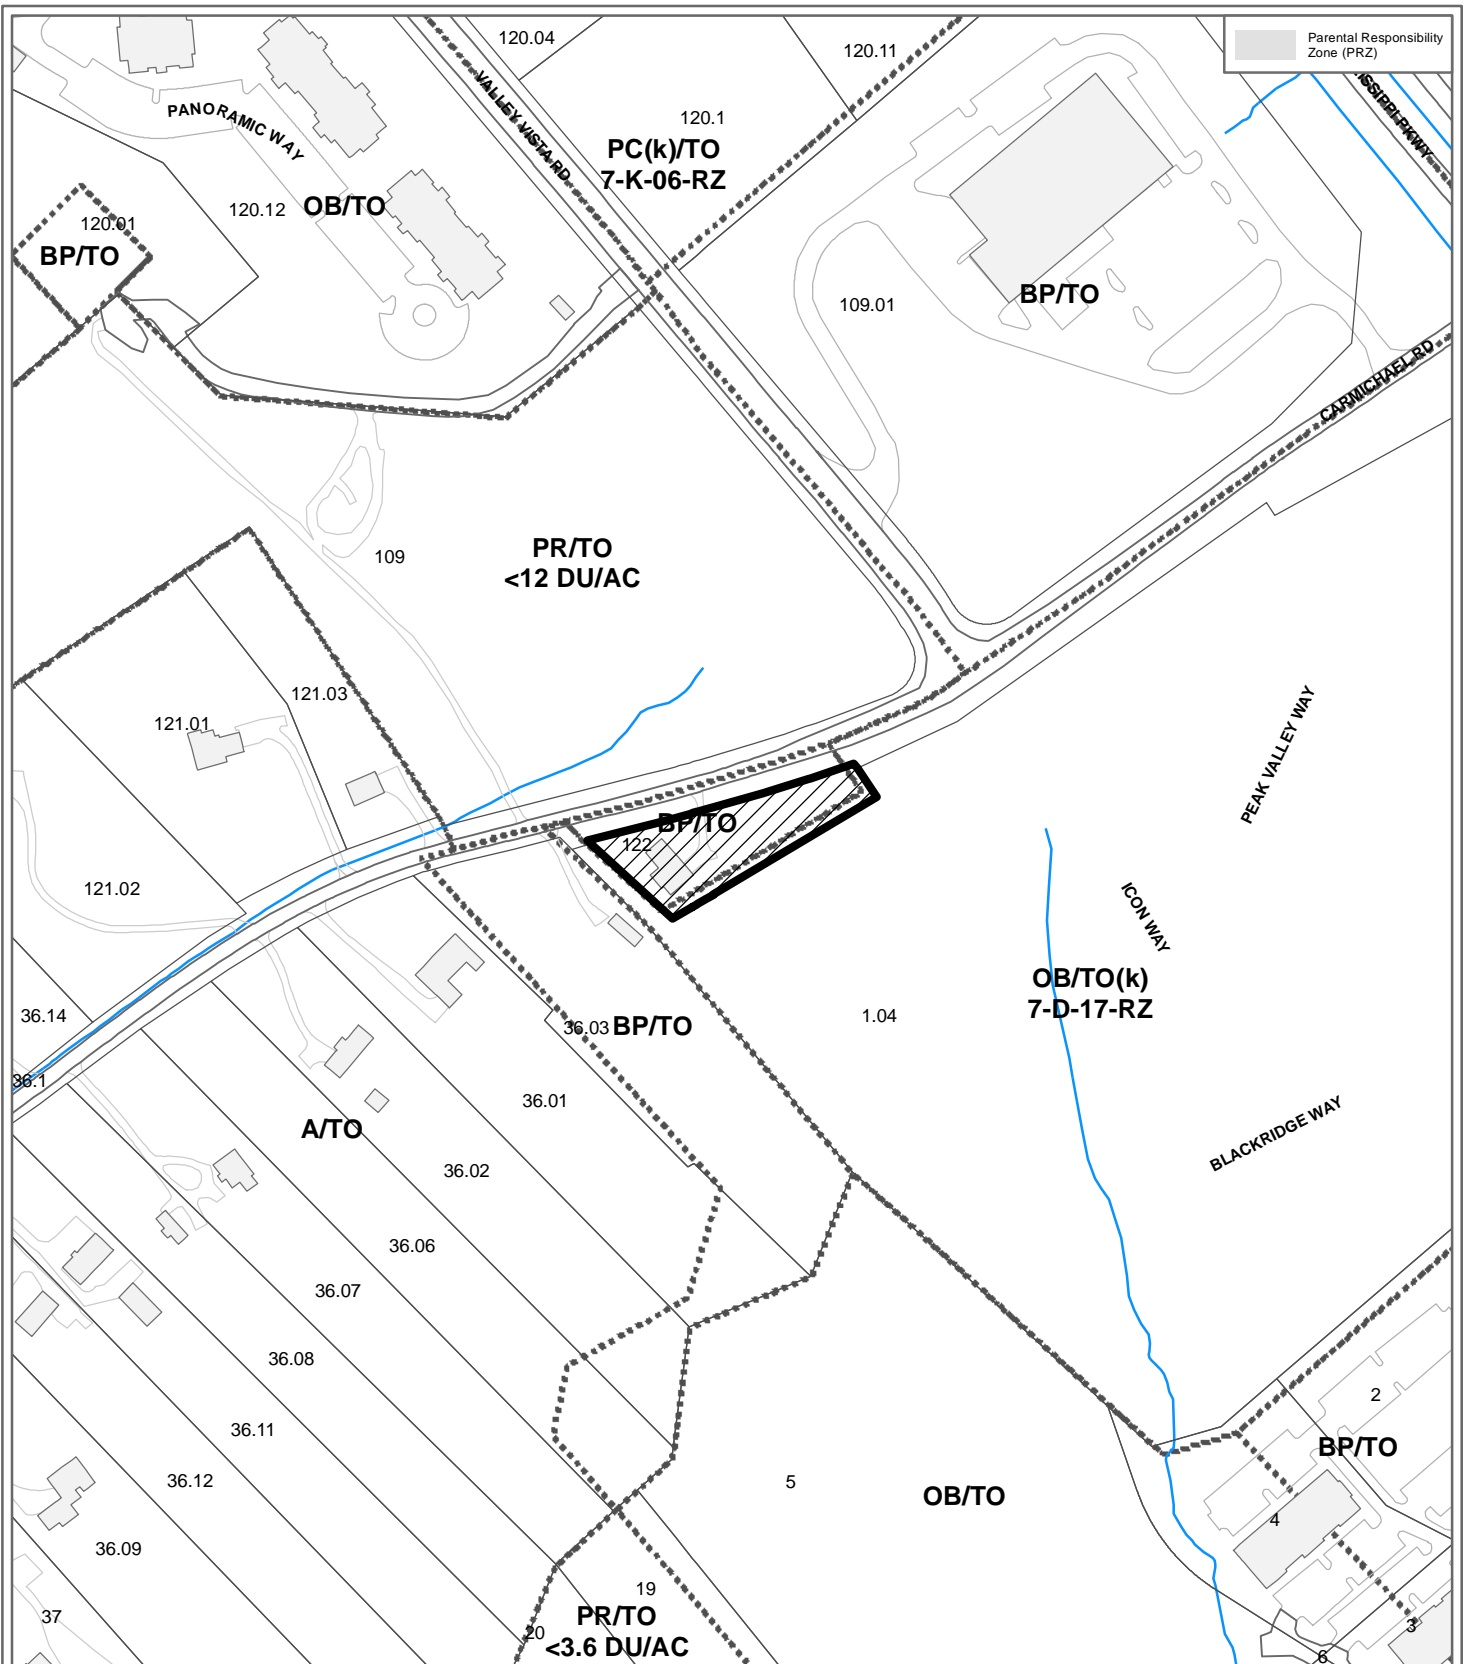 Parental Responsibility
Zone (PRZ)
120.04
120.11
VALLEY VISTA RD
PANORAMIC WAY
120.1
PC(k)/TO
7-K-06-RZ
120.12
OB/TO
120.01
BP/TO
109.01
BP/TO
CARMICHAEL RD
109
PR/TO
<12 DU/AC
121.03
121.01
PEAK VALLEY WAY
BP/TO
122
121.02
ICON WAY
OB/TO(k)
7-D-17-RZ
36.14
1.04
36.03
BP/TO
36.1
36.01
A/TO
BLACKRIDGE WAY
36.02
36.06
36.07
36.08
2
36.11
BP/TO
36.12
5
OB/TO
4
36.09
19
37
PR/TO
<3.6 DU/AC
20
3
6